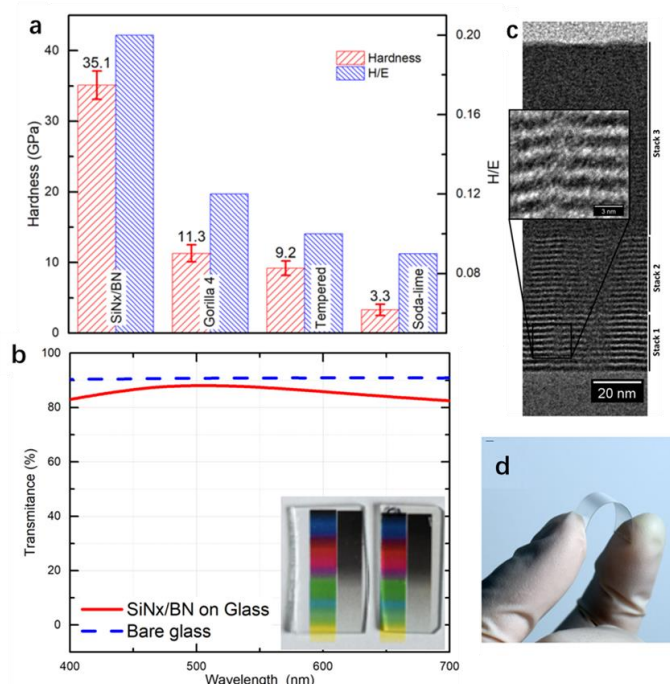 a
40
30
20
10
0
Hardness (GPa)
35.1
11.3
9.2
3.3
SiNx/BN
Gorilla 4
Tempered
Soda-lime
Hardness
H/E
0.20
0.16
0.12
0.08
H/E
b
100
80
60
40
20
0
Transmitance (%)
SiNx/BN on Glass
Bare glass
400
500
600
700
Wavelength (nm)
c
3 nm
Stack 3
Stack 2
Stack 1
20 nm
d